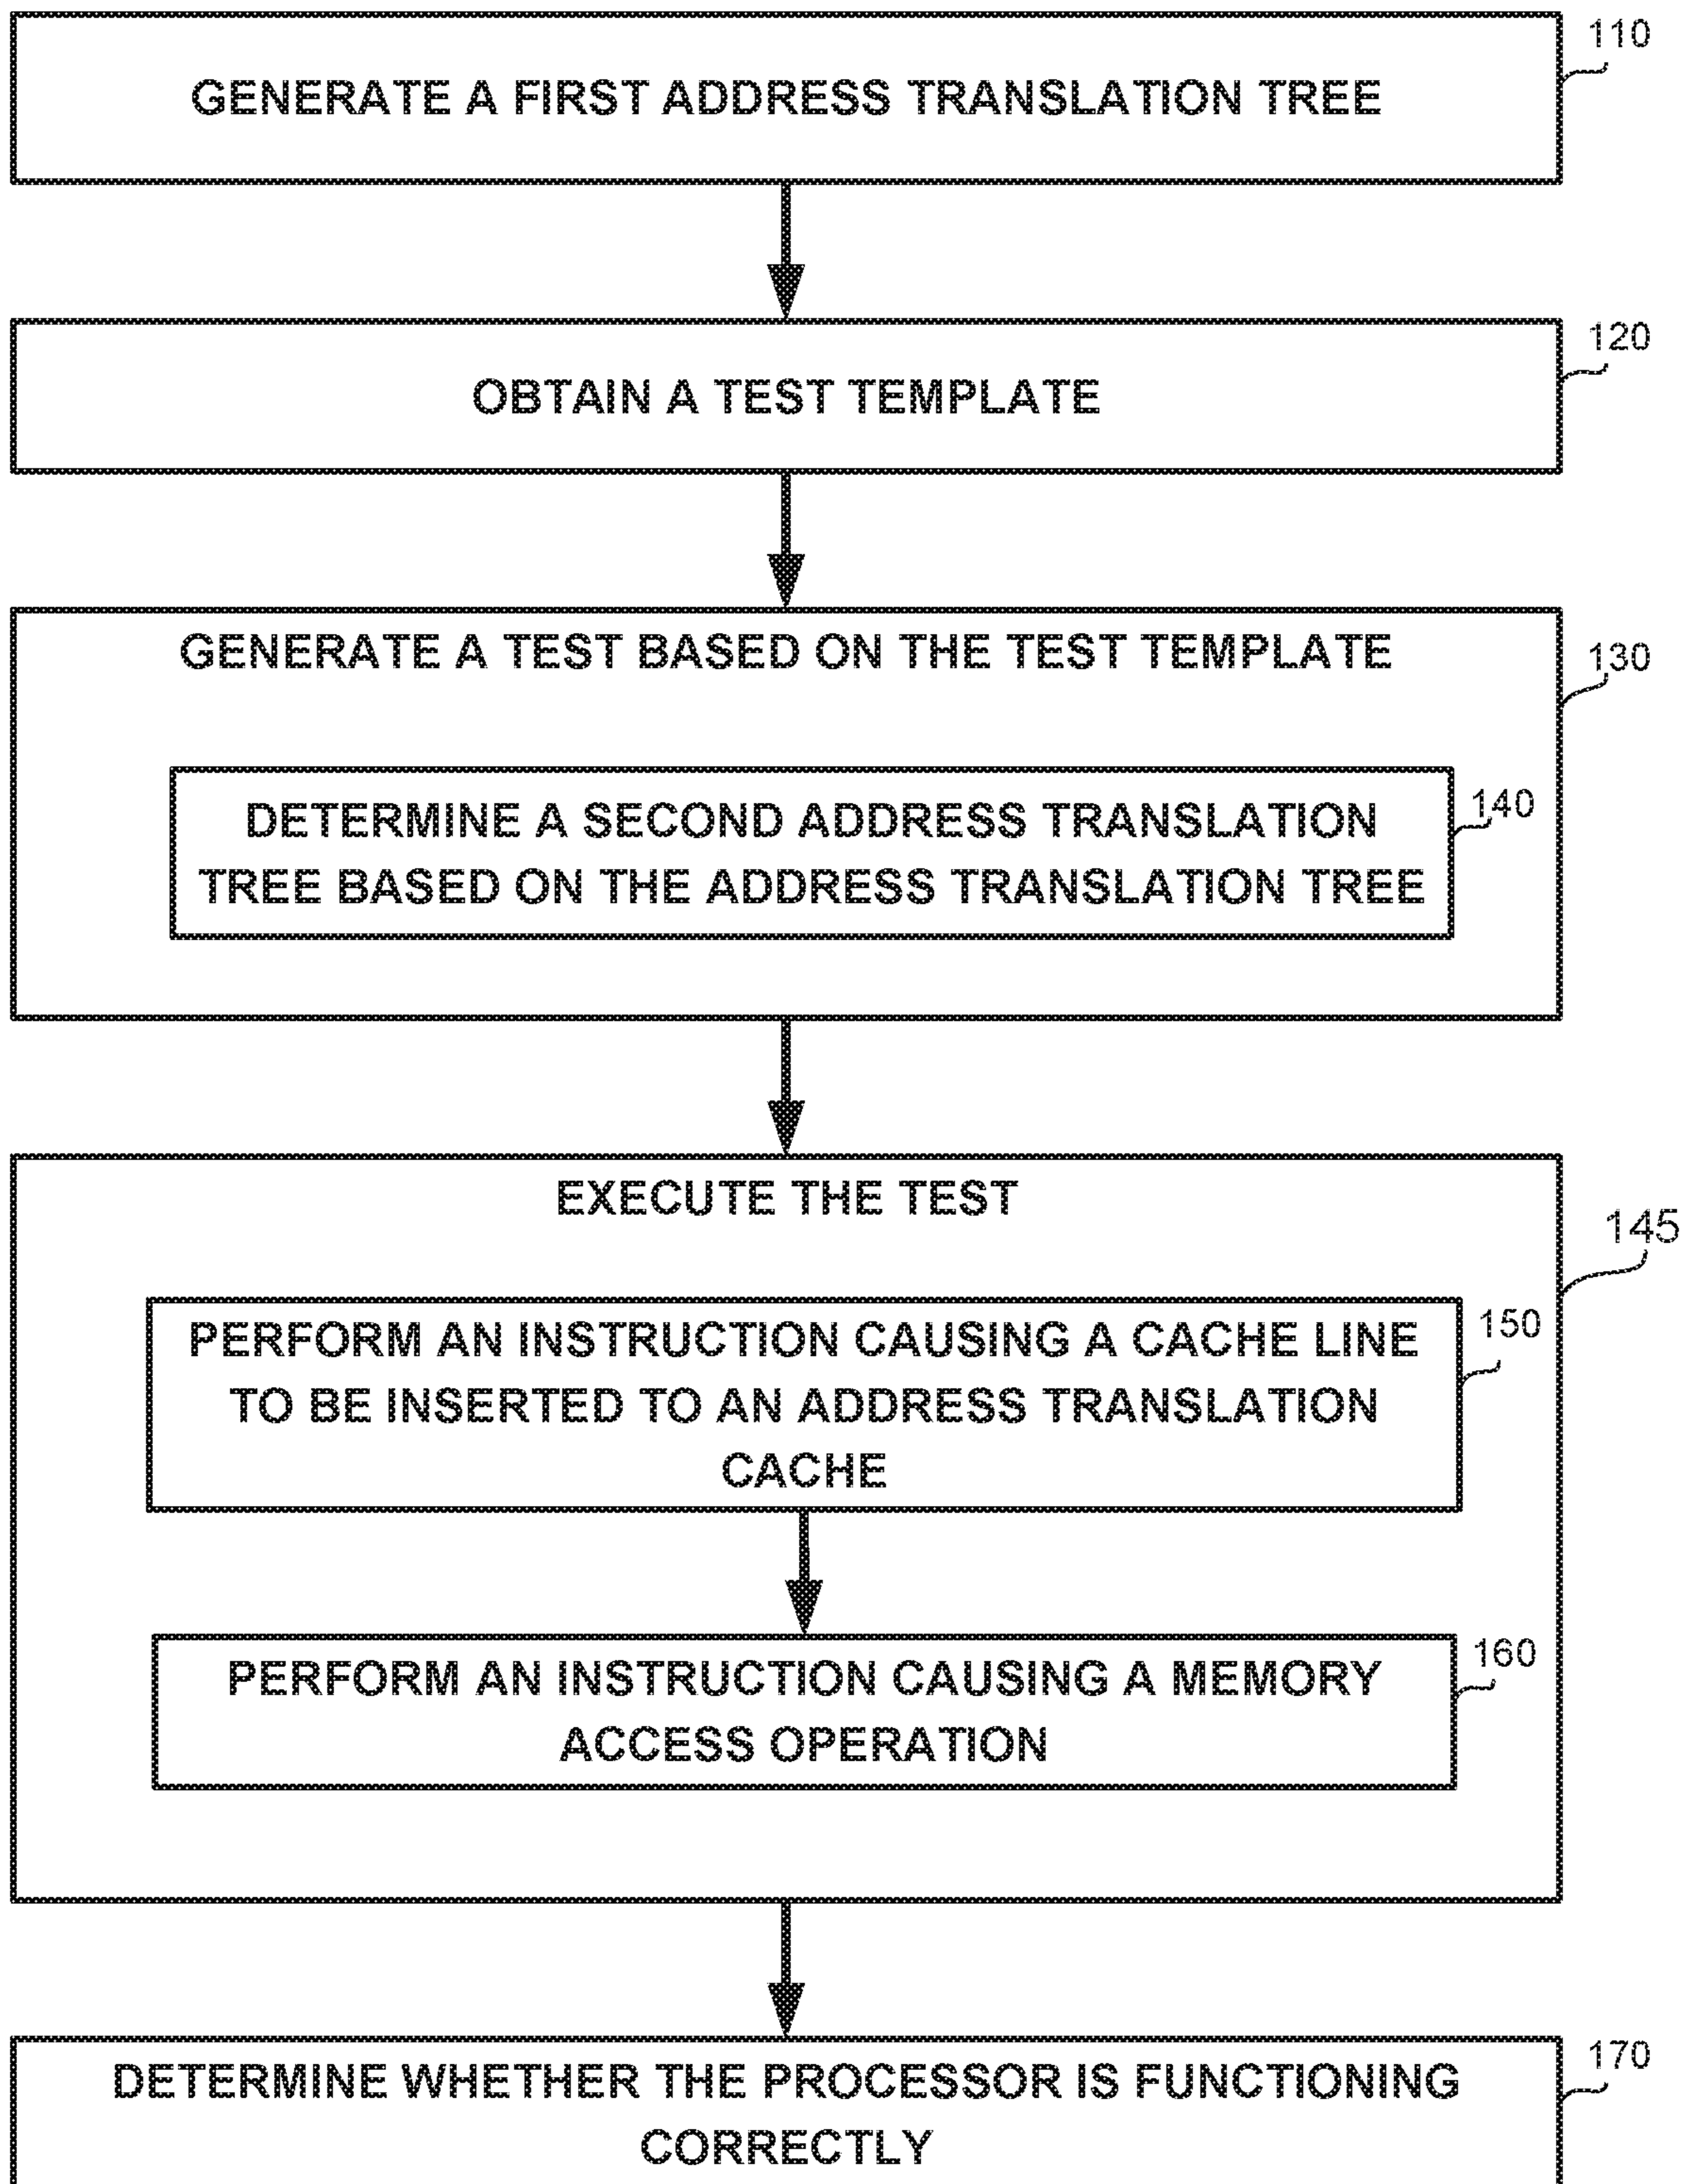 110
GENERATE A FIRST ADDRESS TRANSLATION TREE
120
OBTAIN A TEST TEMPLATE
GENERATE A TEST BASED ON THE TEST TEMPLATE
130
DETERMINE A SECOND ADDRESS TRANSLATION
TREE BASED ON THE ADDRESS TRANSLATION TREE
140
EXECUTE THE TEST
145
PERFORM AN INSTRUCTION CAUSING A CACHE LINE
TO BE INSERTED TO AN ADDRESS TRANSLATION
CACHE
150
PERFORM AN INSTRUCTION CAUSING A MEMORY
ACCESS OPERATION
160
DETERMINE WHETHER THE PROCESSOR IS FUNCTIONING
CORRECTLY
170